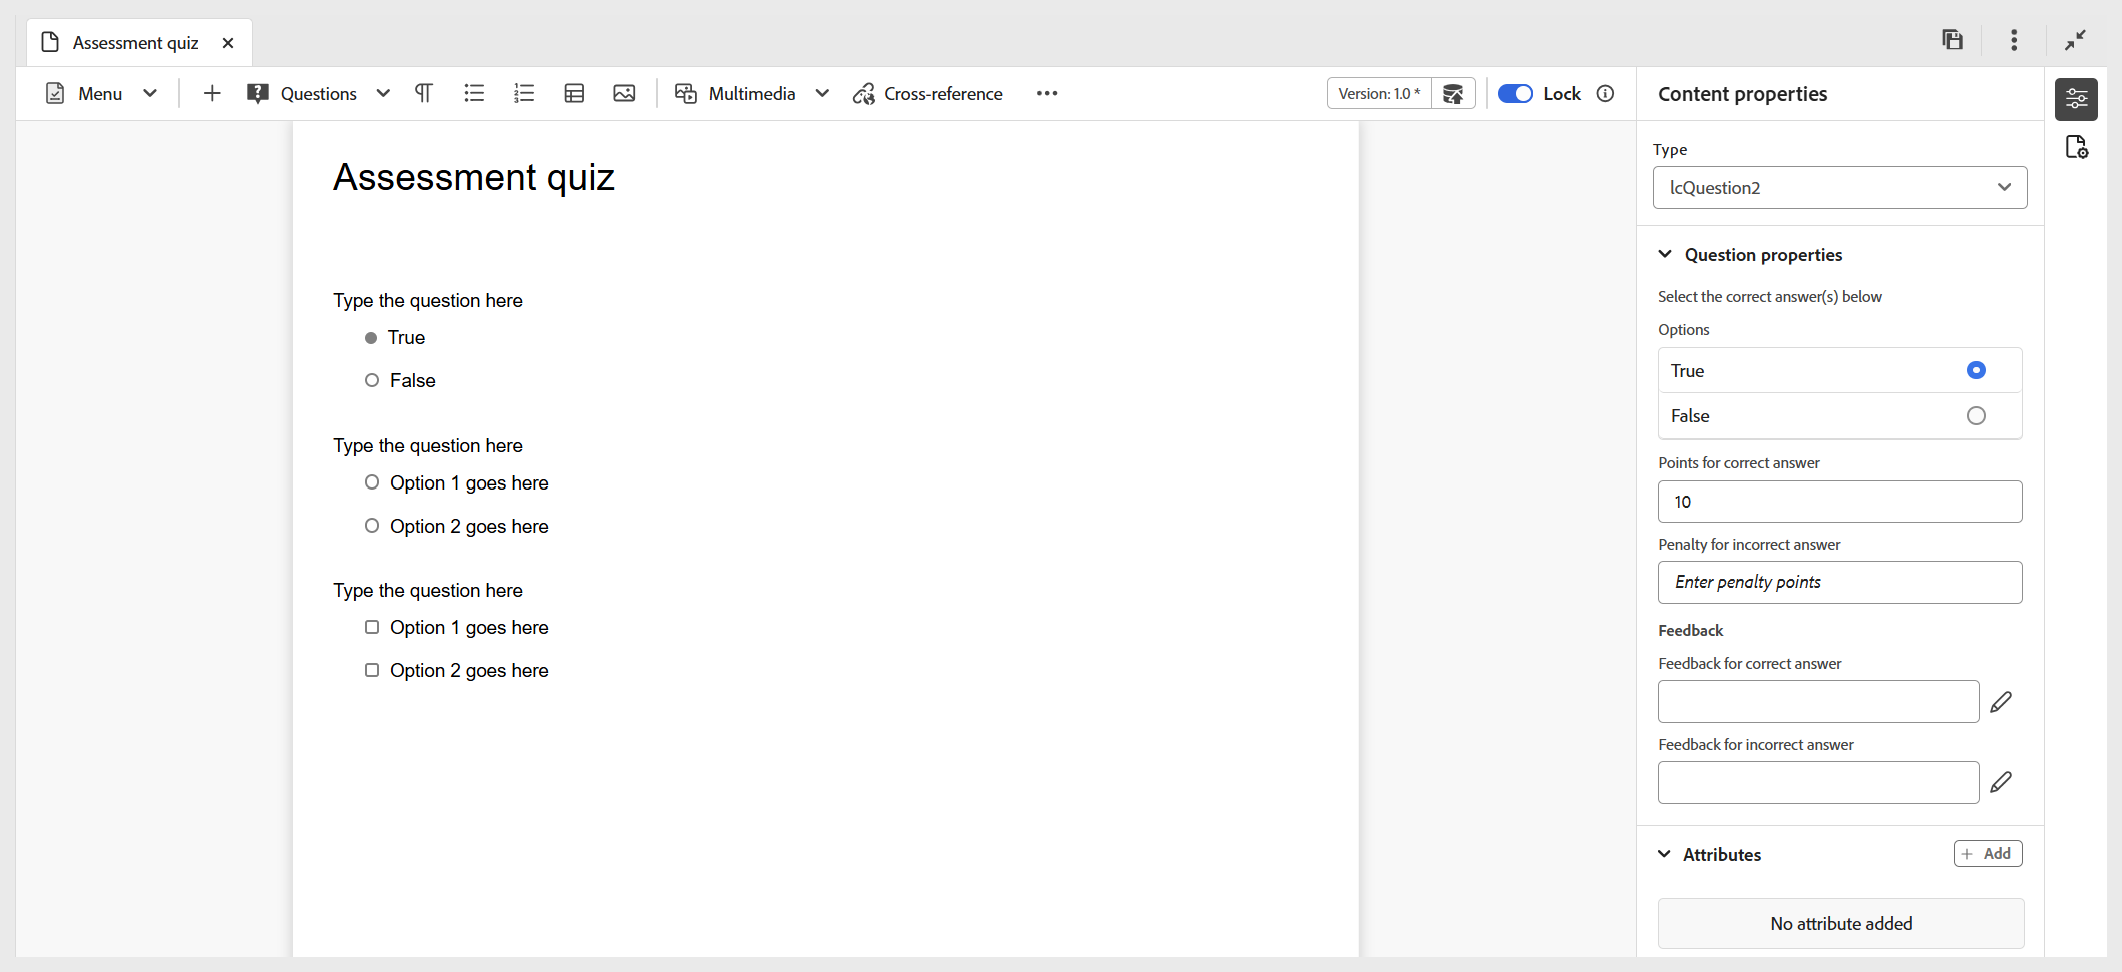 Assessment quiz
Menu Questions Multimedia Cross-reference Version: 1.0 * Lock
Assessment quiz
Type the question here
True
False
Type the question here
Option 1 goes here
Option 2 goes here
Type the question here
Option 1 goes here
Option 2 goes here
Content properties
Type
lcQuestion2
Question properties
Select the correct answer(s) below
Options
True
False
Points for correct answer
10
Penalty for incorrect answer
Enter penalty points
Feedback
Feedback for correct answer
Feedback for incorrect answer
Attributes + Add
No attribute added